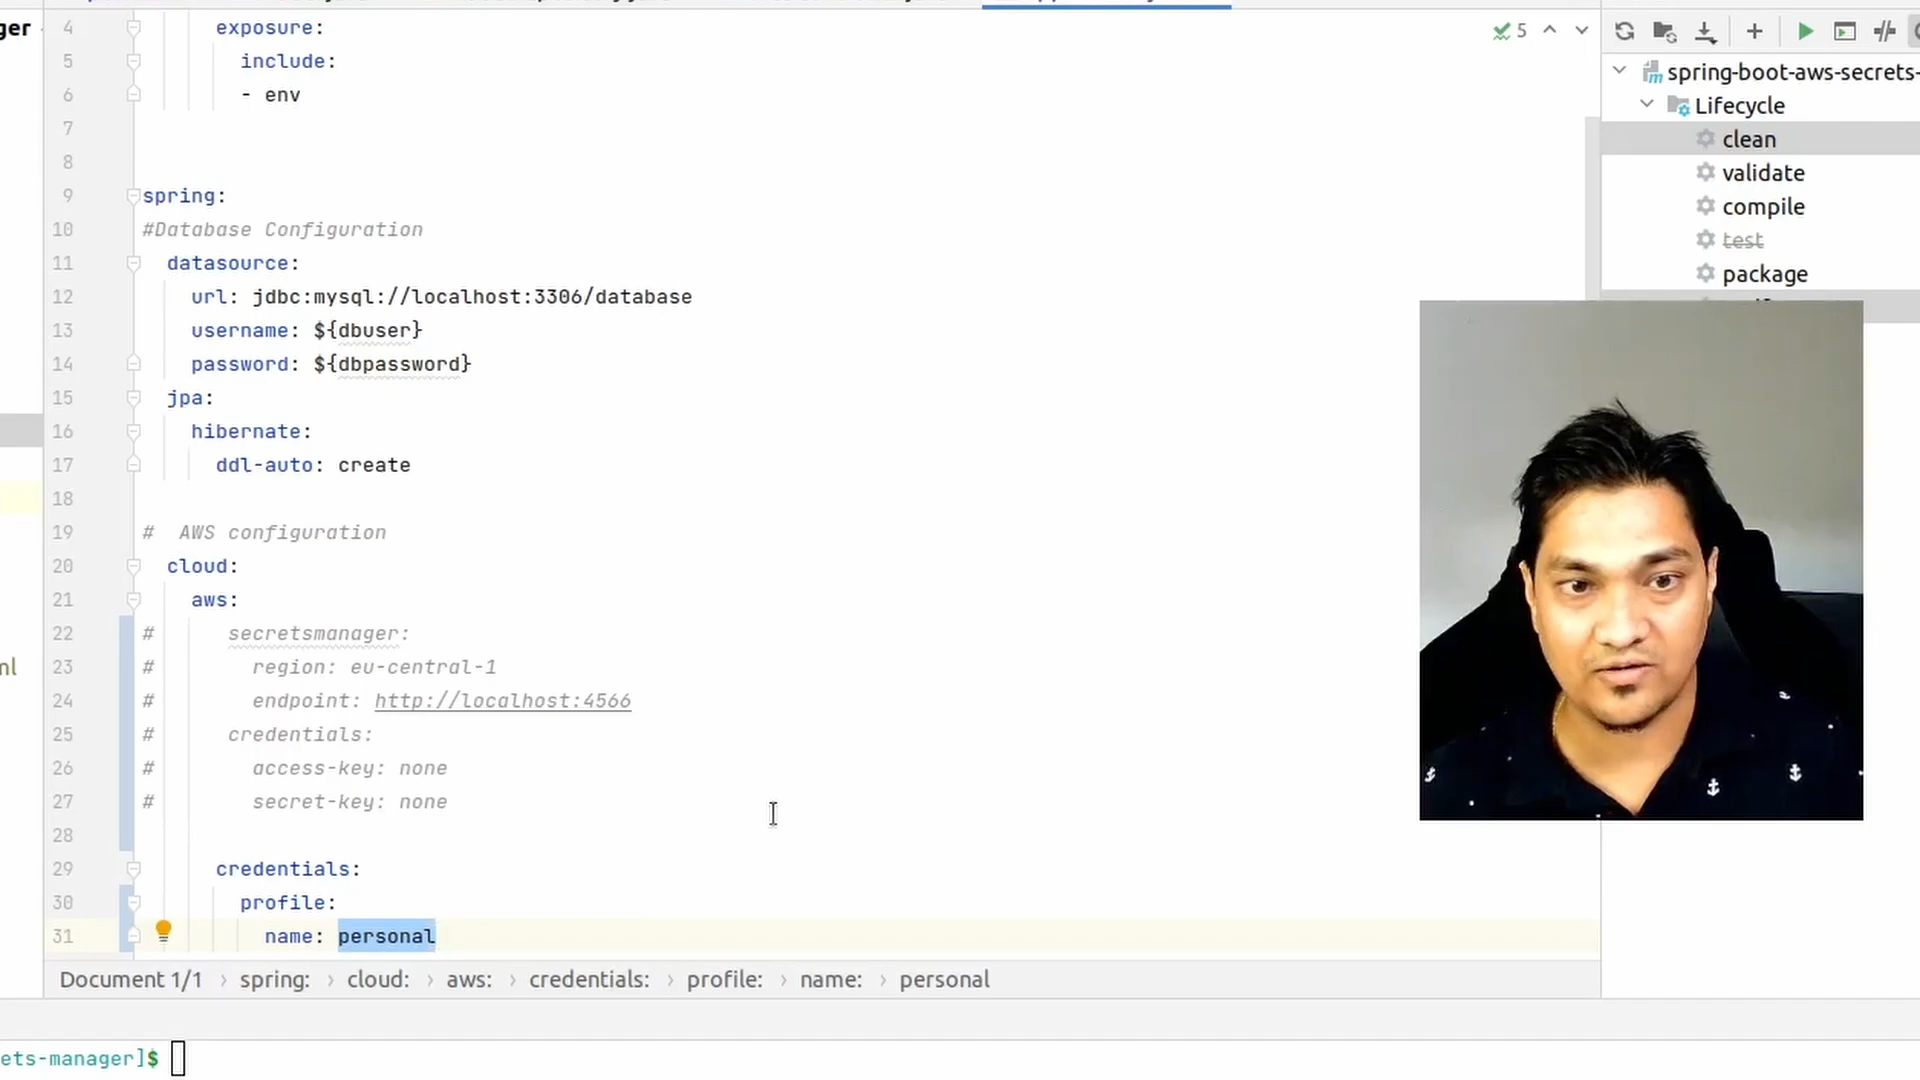 ger
4 exposure:
5 include:
6 - env
7
8
9 spring:
10 #Database Configuration
11 datasource:
12 url: jdbc:mysql://localhost:3306/database
13 username: ${dbuser}
14 password: ${dbpassword}
15 jpa:
16 hibernate:
17 ddl-auto: create
18
19 # AWS configuration
20 cloud:
21 aws:
22 # secretsmanager:
23 # region: eu-central-1
24 # endpoint: http://localhost:4566
25 # credentials:
26 # access-key: none
27 # secret-key: none
28
29 credentials:
30 profile:
31 name: personal
5
ml
Document 1/1 › spring: › cloud: › aws: › credentials: › profile: › name: › personal
spring-boot-aws-secrets-
Lifecycle
clean
validate
compile
test
package
ets-manager]$